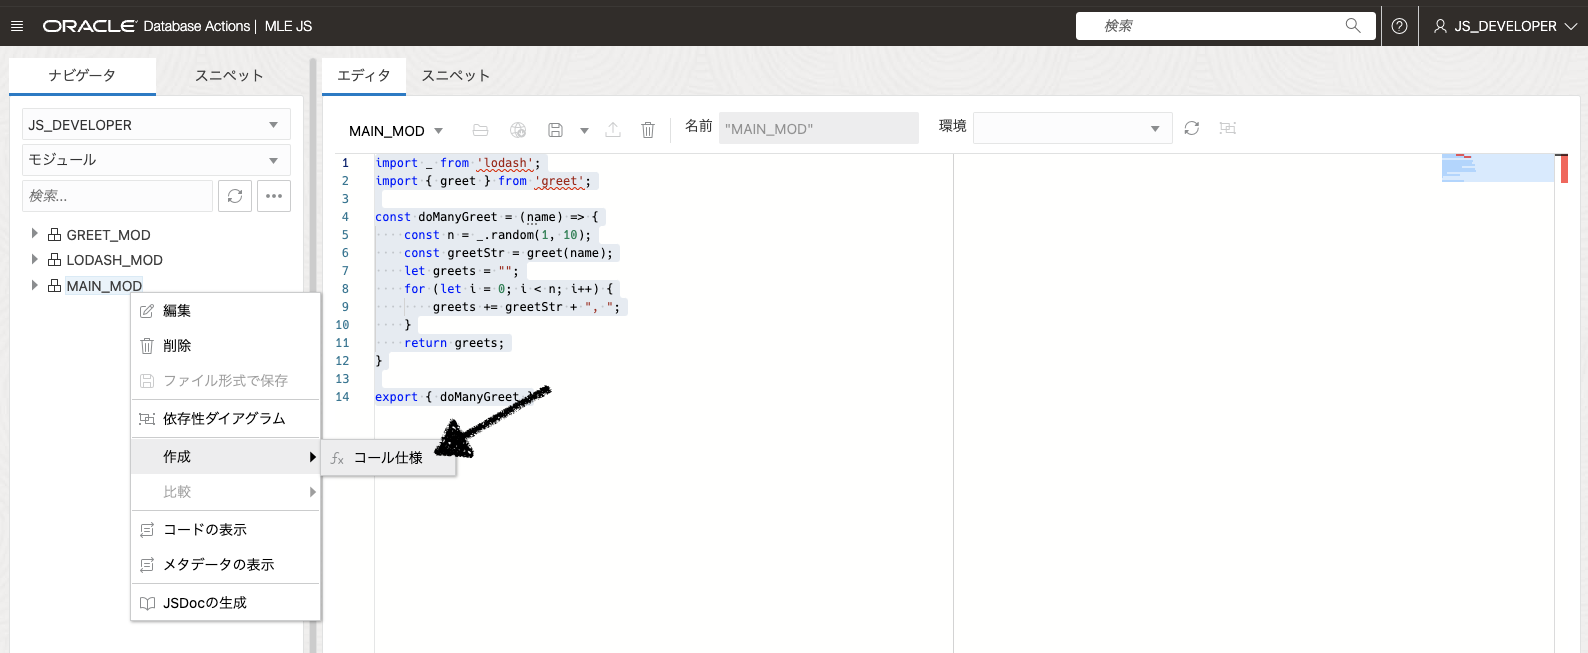 ORACLE Database Actions | MLE JS
検索
JS_DEVELOPER
ナビゲータ
スニペット
JS_DEVELOPER
モジュール
検索...
GREET_MOD
LODASH_MOD
MAIN_MOD
編集
削除
ファイル形式で保存
依存性ダイアグラム
作成
比較
コードの表示
メタデータの表示
JSDocの生成
コール仕様
エディタ
スニペット
MAIN_MOD
名前
"MAIN_MOD"
環境
1 import _ from 'lodash';
2 import { greet } from 'greet';
3
4 const doManyGreet = (name) => {
5 const n = _.random(1, 10);
6 const greetStr = greet(name);
7 let greets = "";
8 for (let i = 0; i < n; i++) {
9 greets += greetStr + ", ";
10 }
11 return greets;
12 }
13
14 export { doManyGreet }